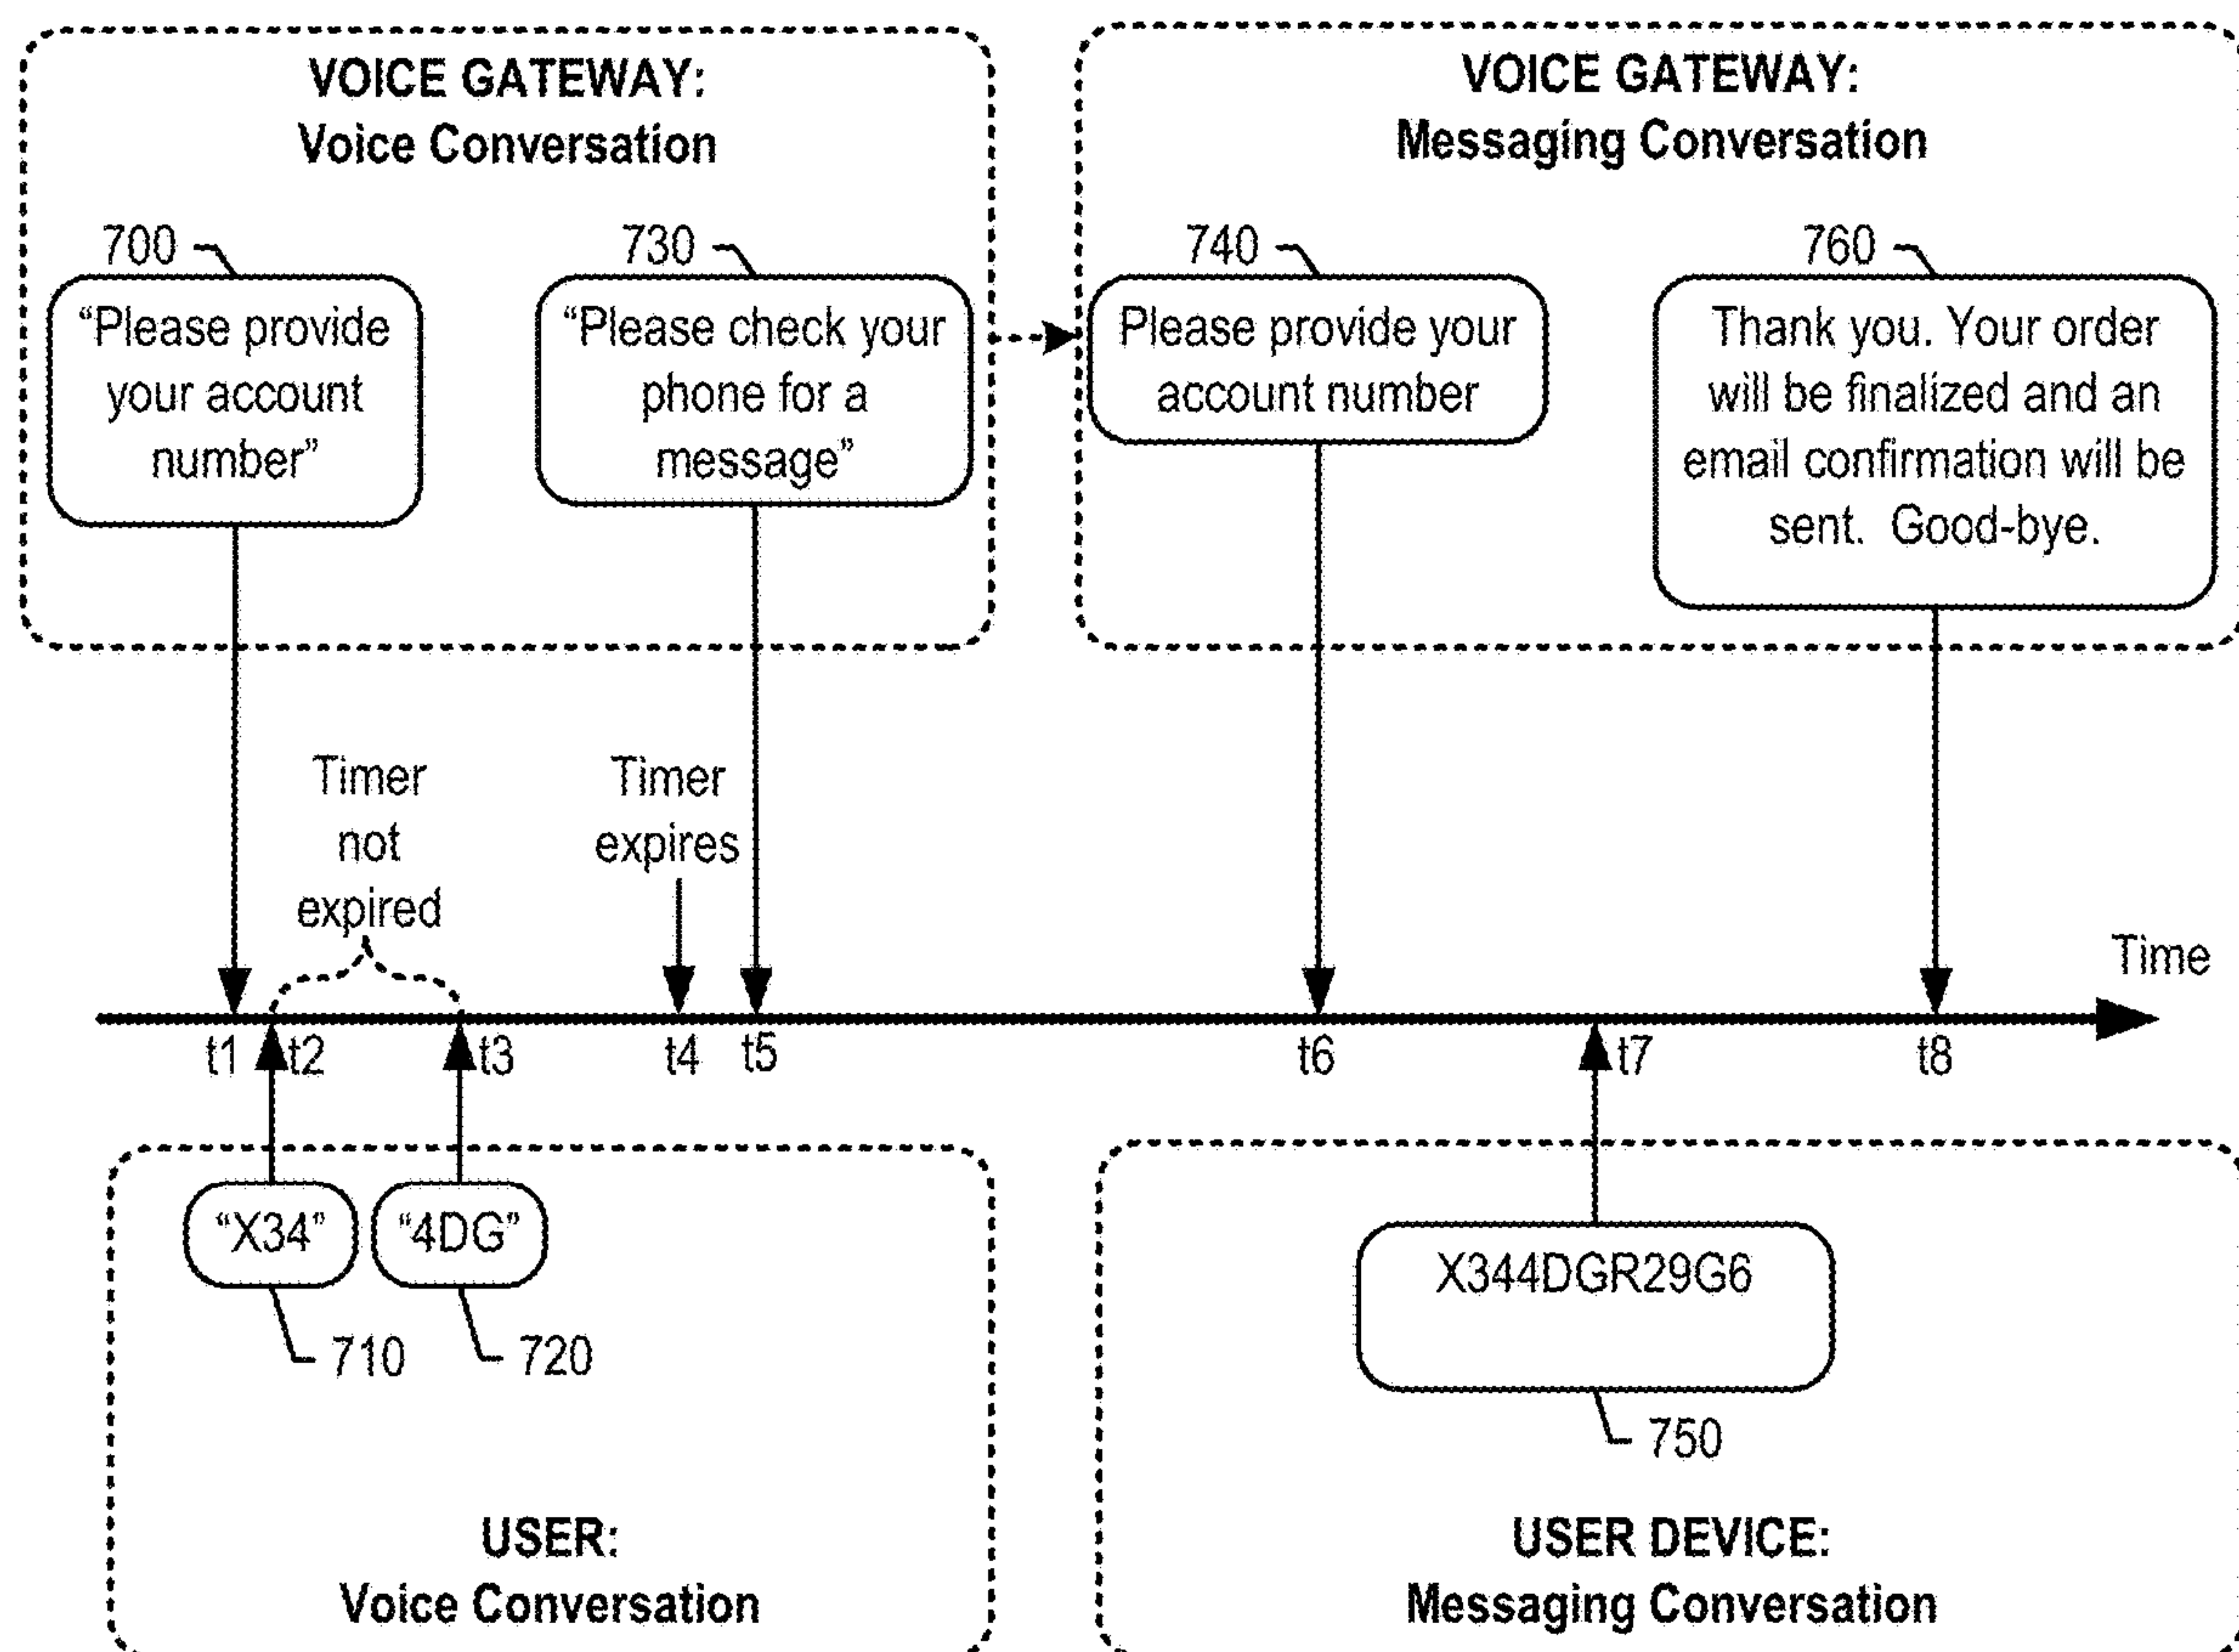 VOICE GATEWAY:
Voice Conversation
700
“Please provide
your account
number”
730
“Please check your
phone for a
message”
VOICE GATEWAY:
Messaging Conversation
740
Please provide your
account number
760
Thank you. Your order
will be finalized and an
email confirmation will be
sent. Good-bye.
Timer
not
expired
Timer
expires
Time
t1
t2
t3
t4
t5
t6
t7
t8
“X34”
“4DG”
710
720
USER:
Voice Conversation
X344DGR29G6
750
USER DEVICE:
Messaging Conversation